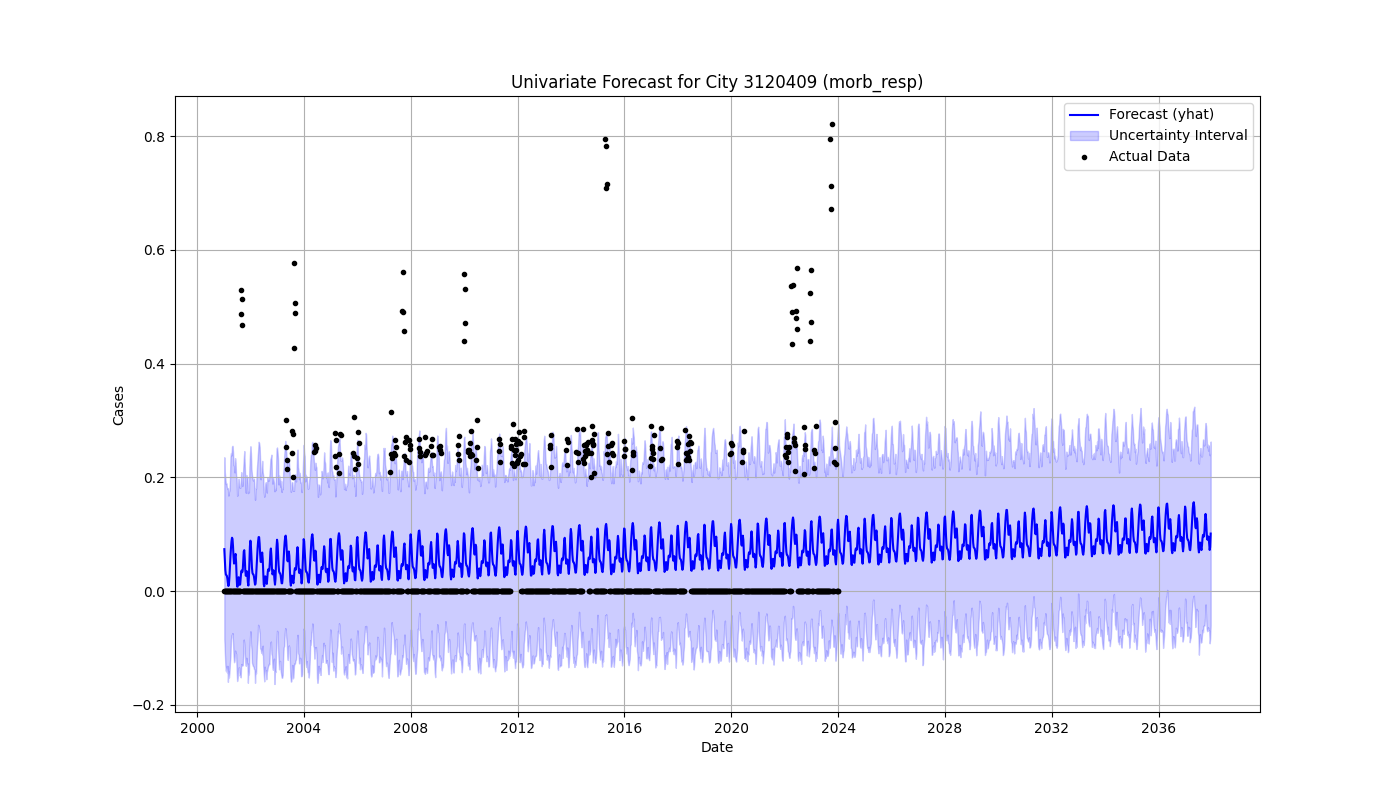 Univariate Forecast for City 3120409 (morb_resp)
Forecast (yhat)
Uncertainty Interval
Actual Data
Cases
0.8
0.6
0.4
0.2
0.0
−0.2
2000 2004 2008 2012 2016 2020 2024 2028 2032 2036
Date